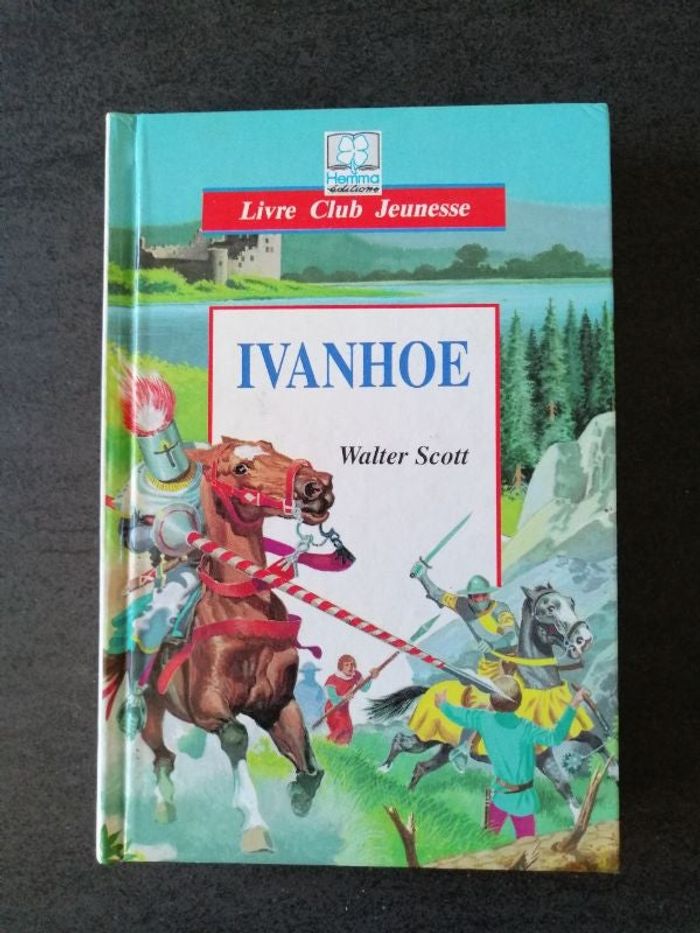 Hemma
éditions
Livre Club Jeunesse
IVANHOE
Walter Scott